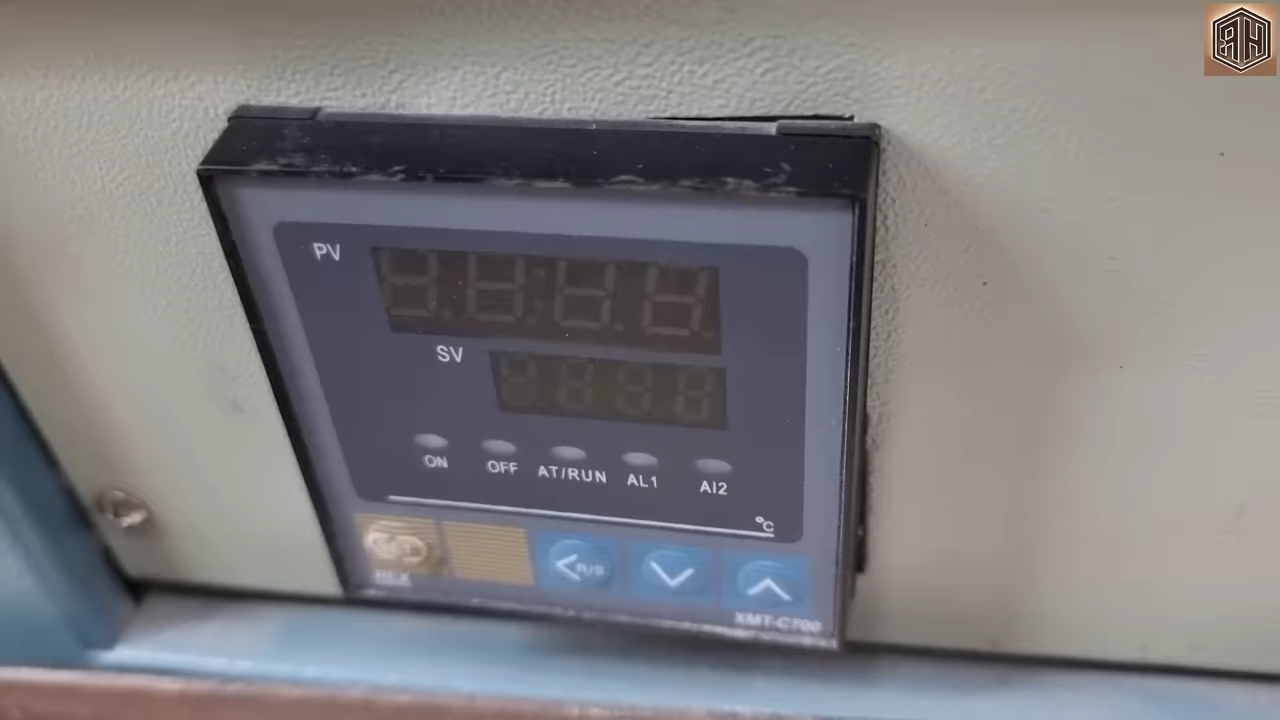 PV
SV
ON OFF AT/RUN AL1 AI2
°C
R/S
XMT-C700